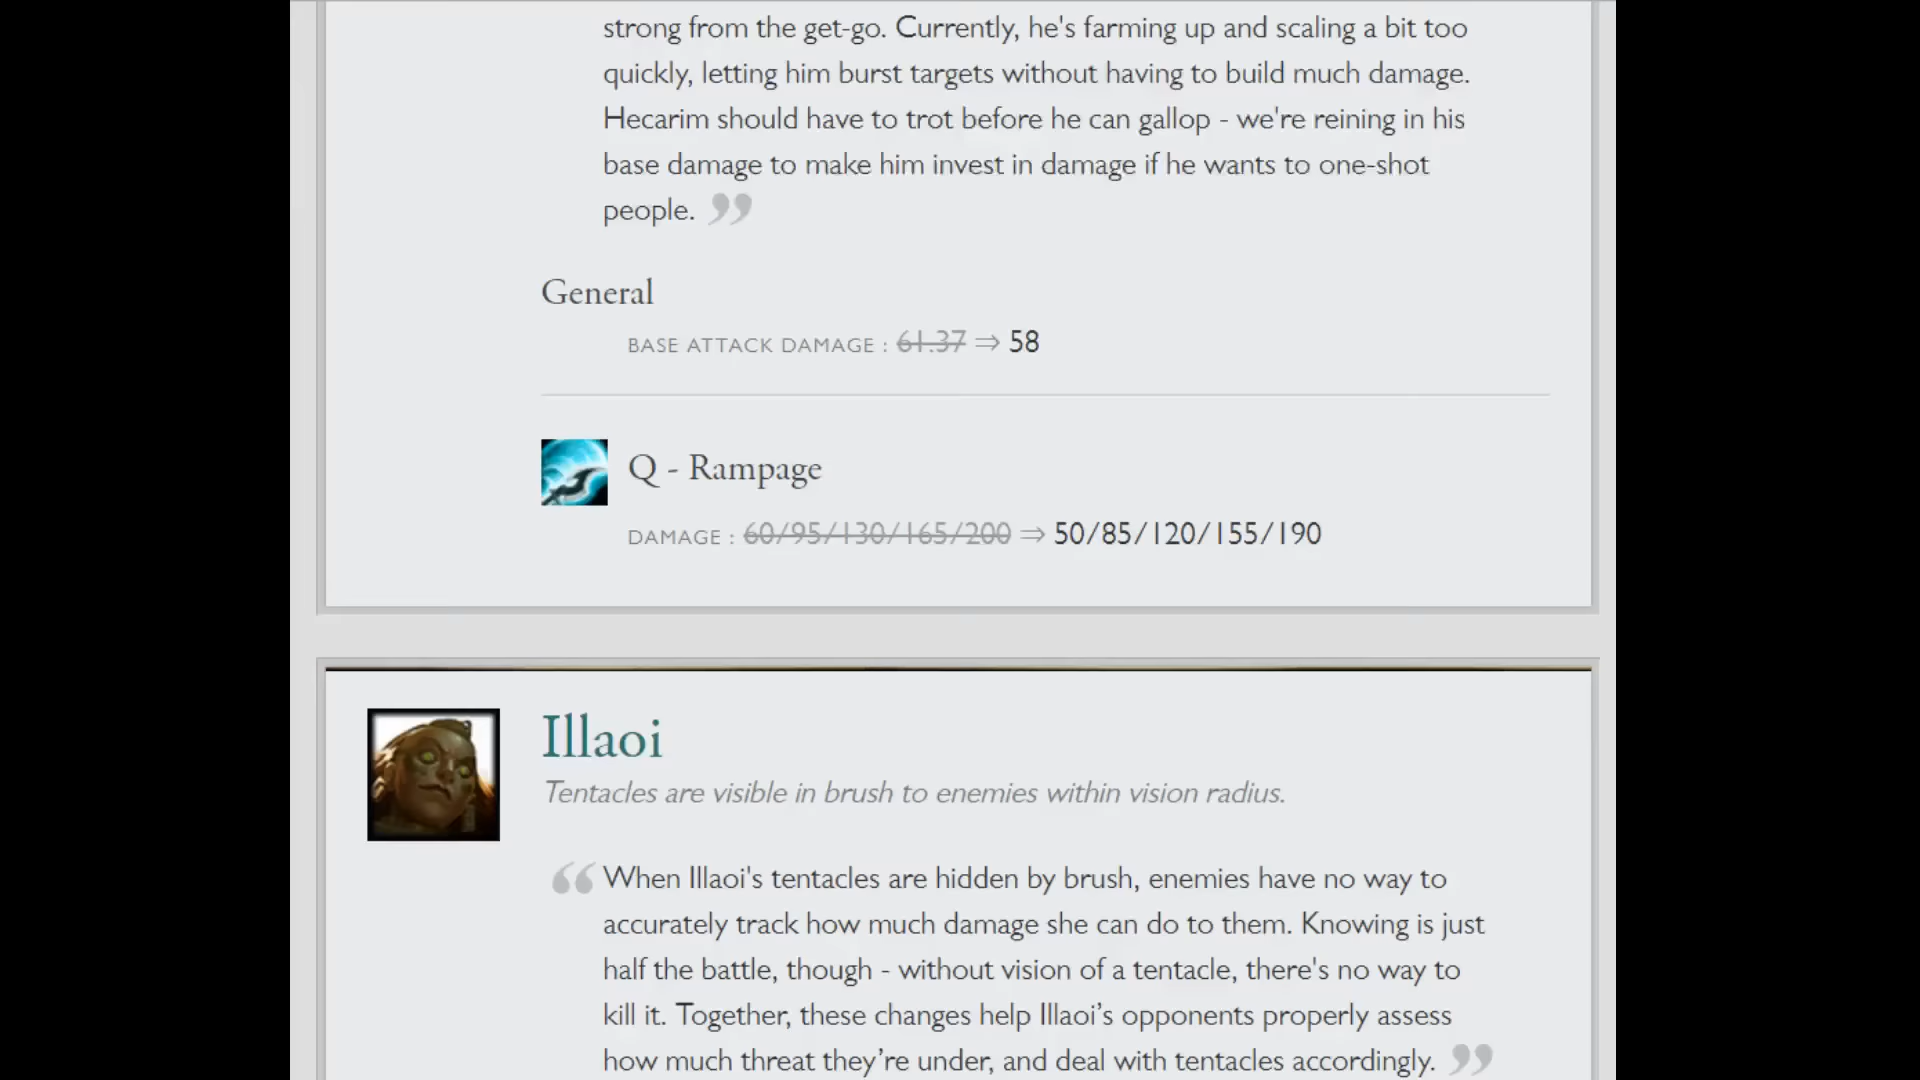 strong from the get-go. Currently, he's farming up and scaling a bit too
quickly, letting him burst targets without having to build much damage.
Hecarim should have to trot before he can gallop - we're reining in his
base damage to make him invest in damage if he wants to one-shot
people. ”
General
BASE ATTACK DAMAGE : 61.37 ⇒ 58
Q - Rampage
DAMAGE : 60/95/130/165/200 ⇒ 50/85/120/155/190
Illaoi
Tentacles are visible in brush to enemies within vision radius.
“ When Illaoi's tentacles are hidden by brush, enemies have no way to
accurately track how much damage she can do to them. Knowing is just
half the battle, though - without vision of a tentacle, there's no way to
kill it. Together, these changes help Illaoi’s opponents properly assess
how much threat they’re under, and deal with tentacles accordingly. ”